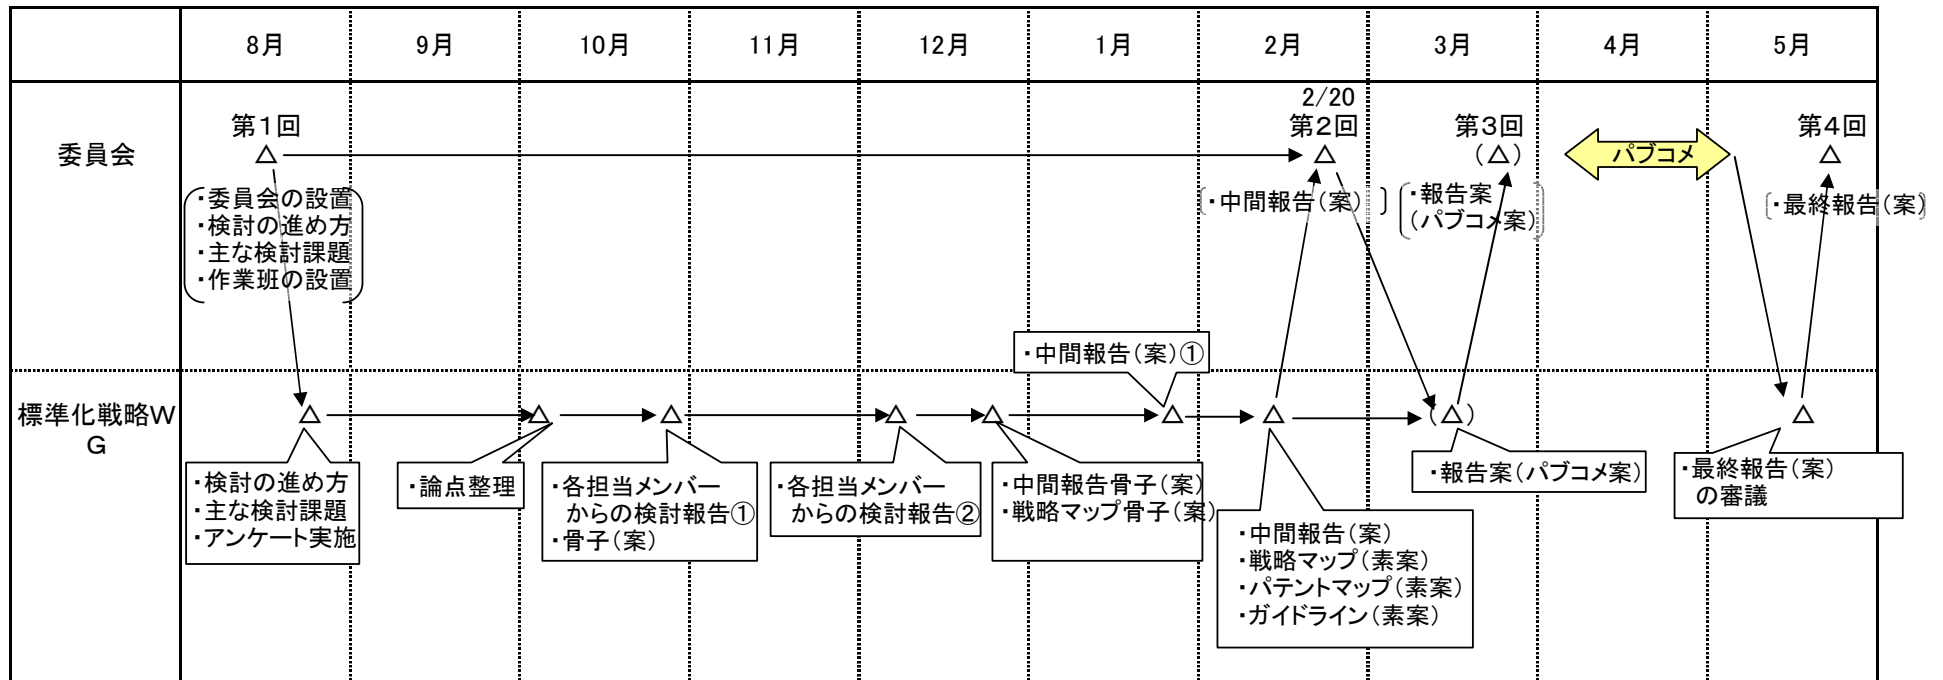 8月
9月
10月
11月
12月
1月
2月
3月
4月
5月
委員会
第1回
△
・委員会の設置
・検討の進め方
・主な検討課題
・作業班の設置
2/20
第2回
△
・中間報告(案)
第3回
(△)
・報告案
(パブコメ案)
パブコメ
第4回
△
・最終報告(案)
標準化戦略W
G
△
△
△
△
△
△
△
(△)
△
・検討の進め方
・主な検討課題
・アンケート実施
・論点整理
・各担当メンバー
からの検討報告①
・骨子(案)
・各担当メンバー
からの検討報告②
・中間報告骨子(案)
・戦略マップ骨子(案)
・中間報告(案)①
・中間報告(案)
・戦略マップ(素案)
・パテントマップ(素案)
・ガイドライン(素案)
・報告案(パブコメ案)
・最終報告(案)
の審議